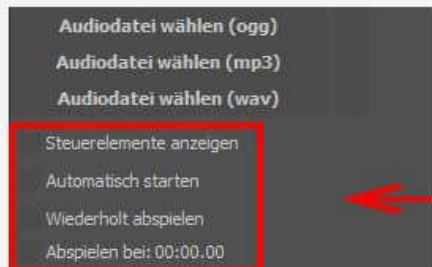 Audiodatei wählen (ogg)
Audiodatei wählen (mp3)
Audiodatei wählen (wav)
Steuerelemente anzeigen
Automatisch starten
Wiederholt abspielen
Abspielen bei: 00:00.00